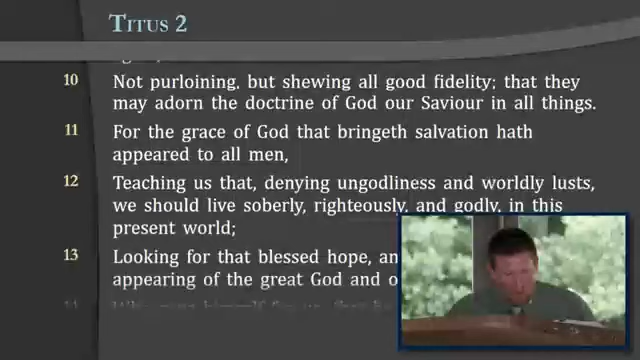 TITUS 2
10 Not purloining, but shewing all good fidelity; that they
may adorn the doctrine of God our Saviour in all things.
11 For the grace of God that bringeth salvation hath
appeared to all men,
12 Teaching us that, denying ungodliness and worldly lusts,
we should live soberly, righteously, and godly, in this
present world;
13 Looking for that blessed hope, an
appearing of the great God and o